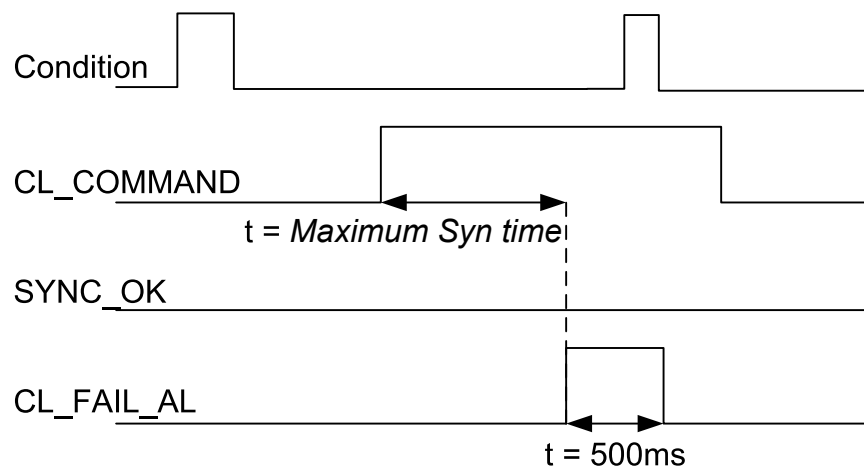 Condition
CL_COMMAND
t = Maximum Syn time
SYNC_OK
CL_FAIL_AL
t = 500ms